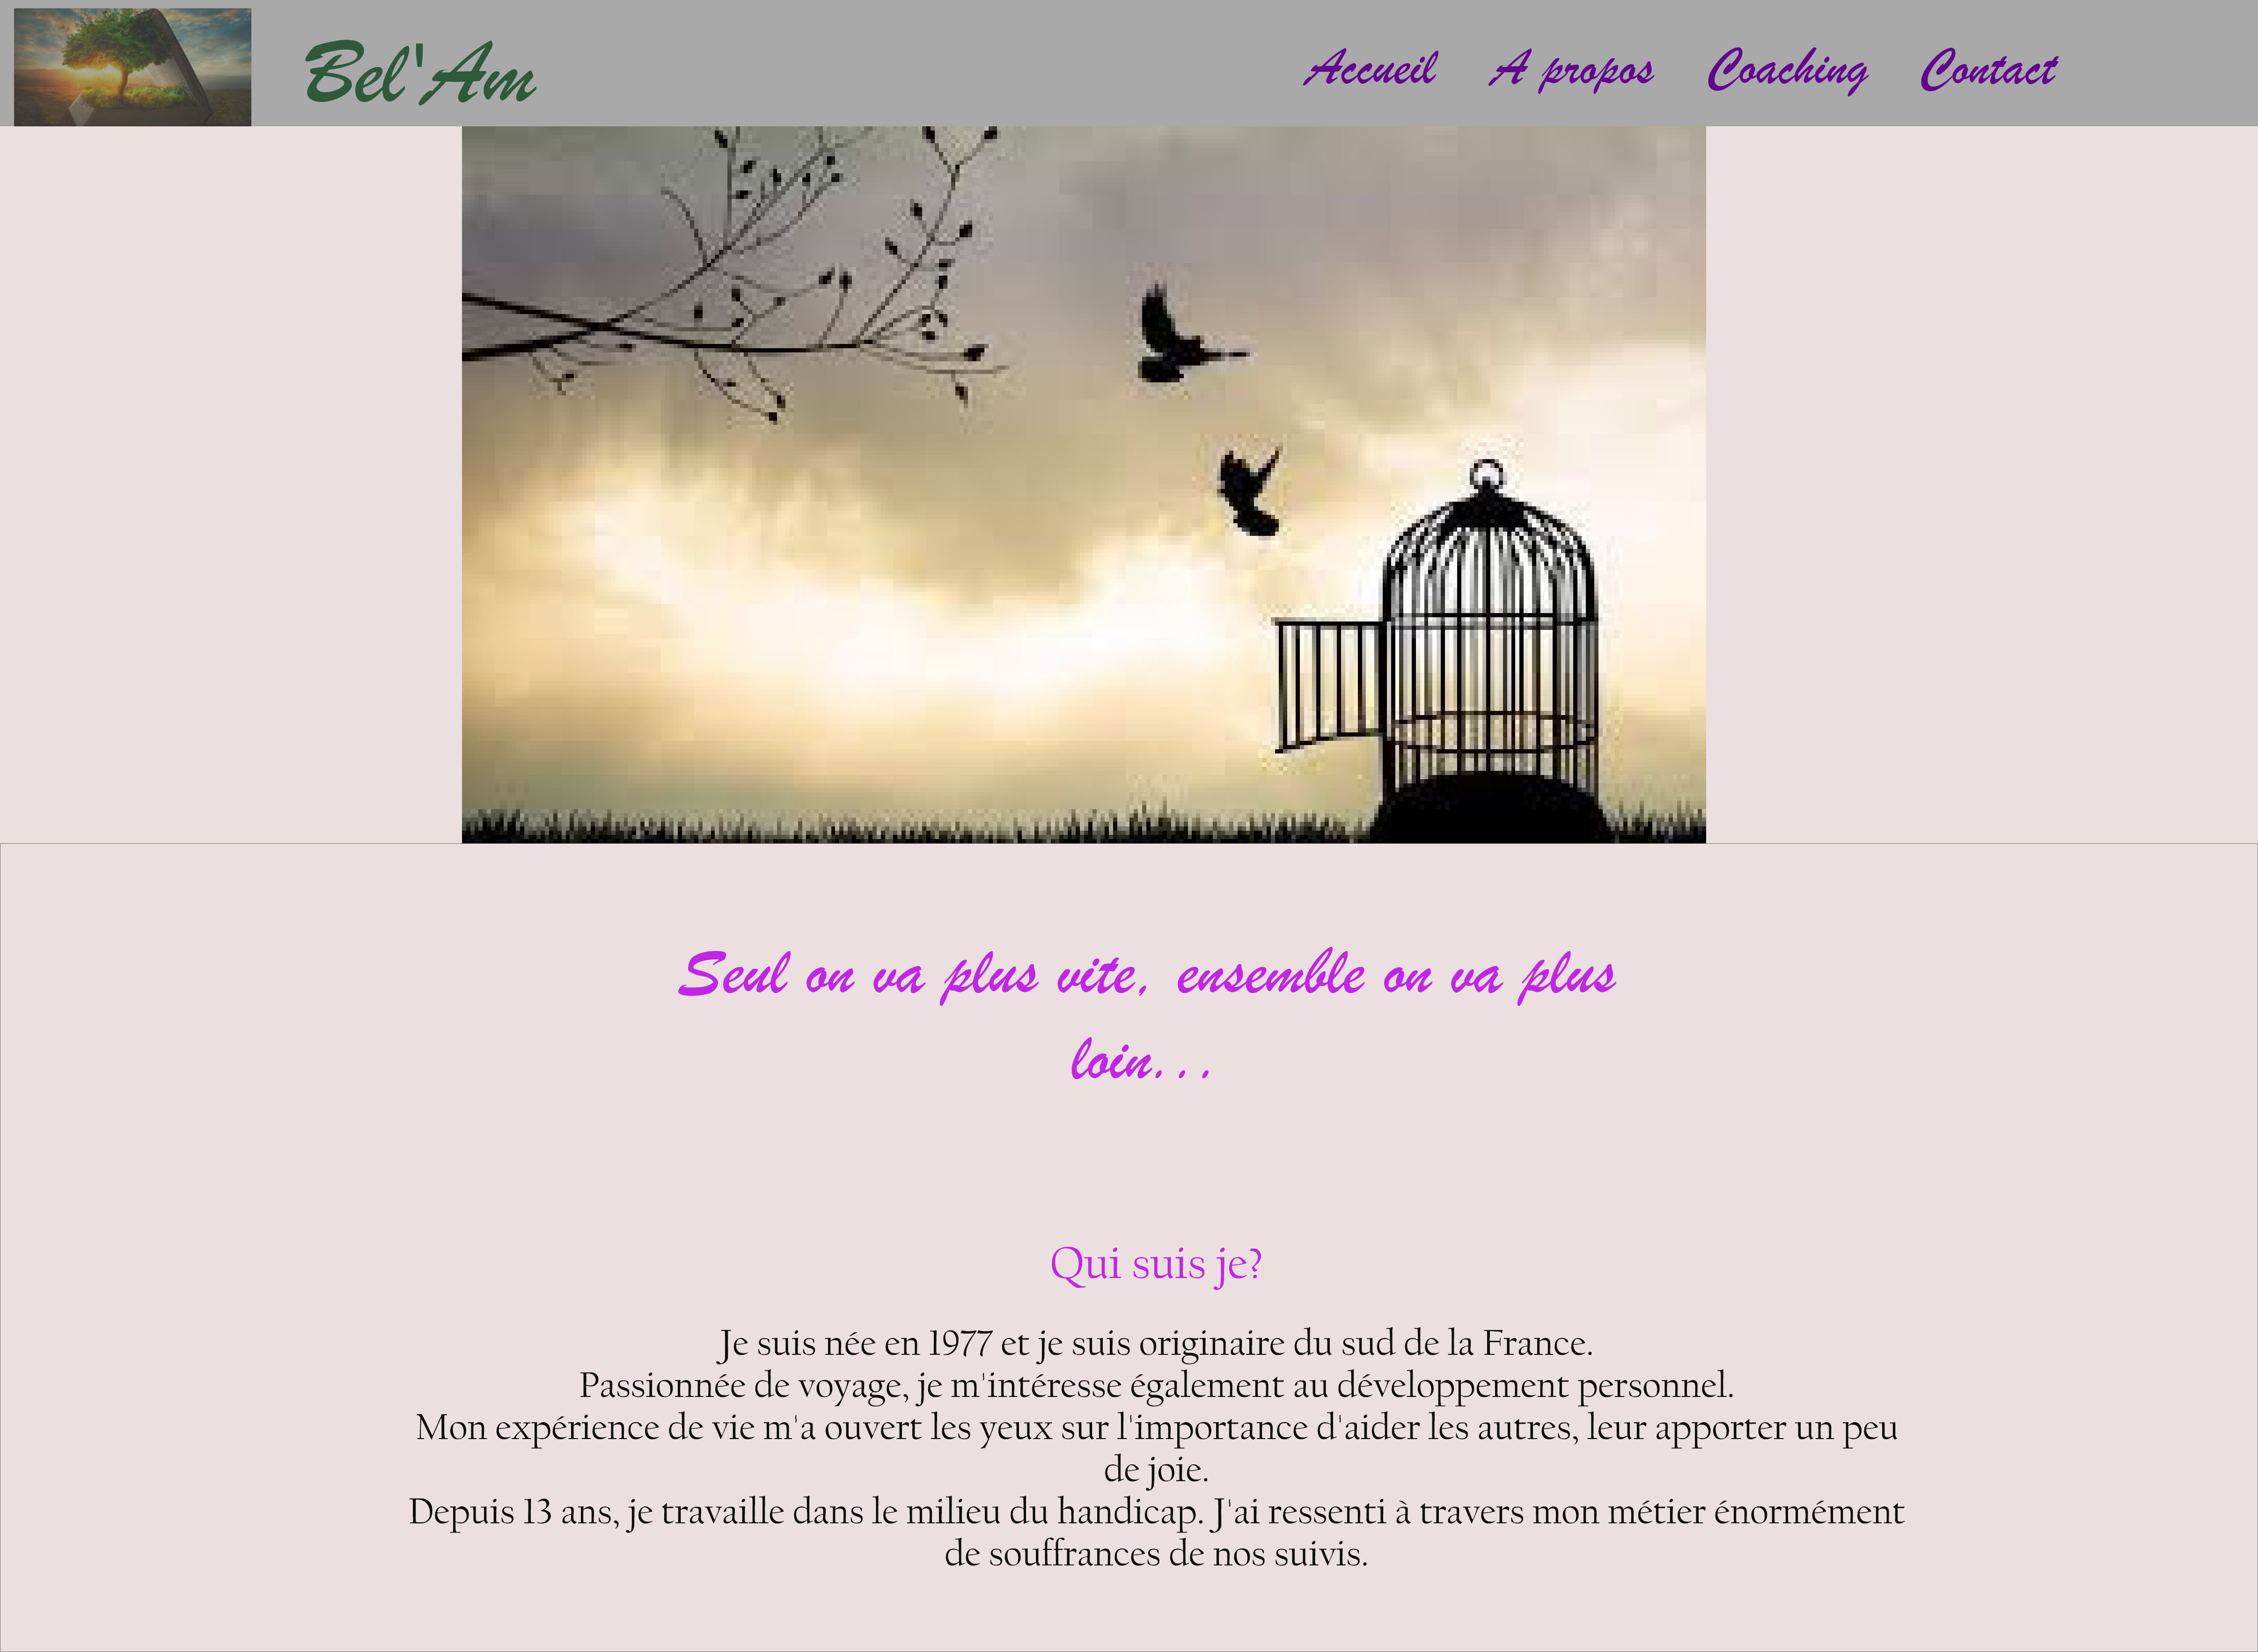 Bel'Am
Accueil A propos Coaching Contact
Seul on va plus vite, ensemble on va plus
loin...
Qui suis je?
Je suis née en 1977 et je suis originaire du sud de la France.
Passionnée de voyage, je m'intéresse également au développement personnel.
Mon expérience de vie m'a ouvert les yeux sur l'importance d'aider les autres, leur apporter un peu
de joie.
Depuis 13 ans, je travaille dans le milieu du handicap. J'ai ressenti à travers mon métier énormément
de souffrances de nos suivis.